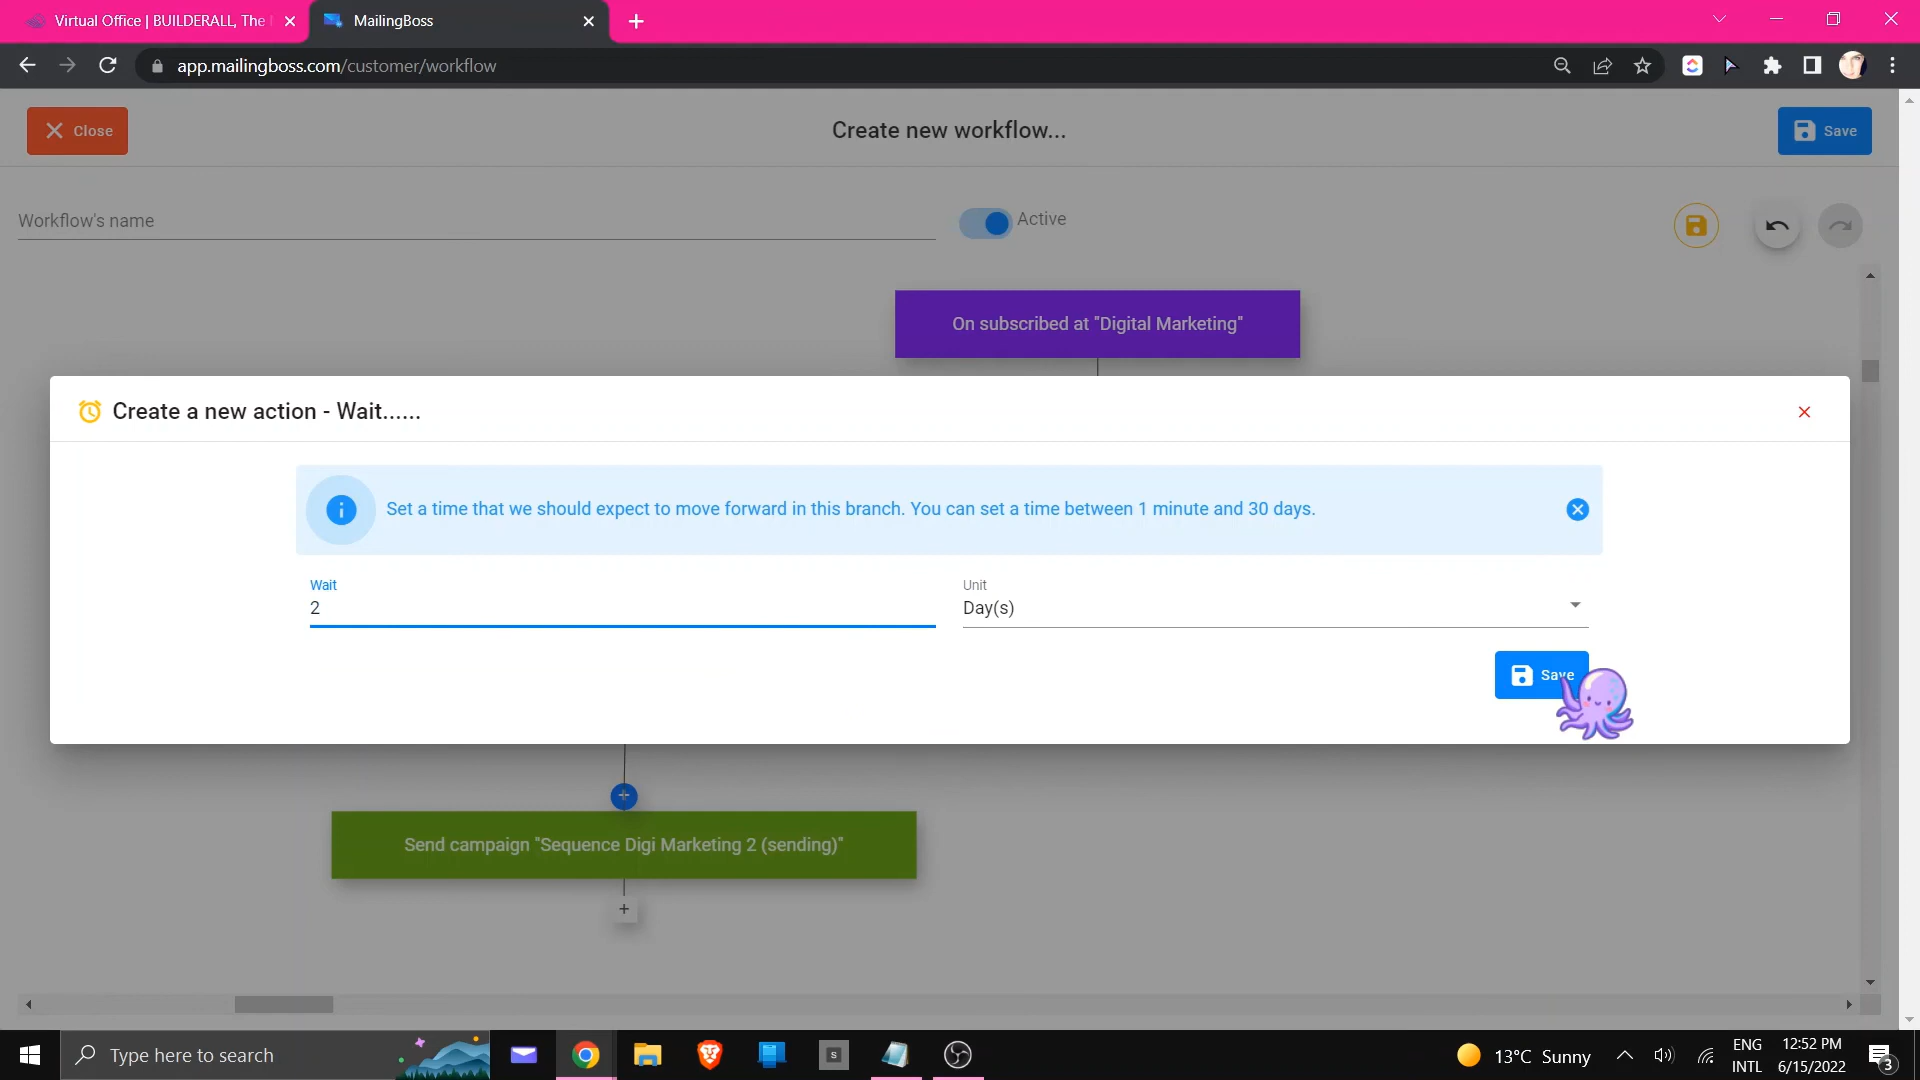 Virtual Office | BUILDERALL, The
MailingBoss
app.mailingboss.com/customer/workflow
Close
Create new workflow...
Save
Workflow's name
Active
On subscribed at "Digital Marketing"
Create a new action - Wait......
Set a time that we should expect to move forward in this branch. You can set a time between 1 minute and 30 days.
Wait
Unit
2
Day(s)
Save
Send campaign "Sequence Digi Marketing 2 (sending)"
Type here to search
S
13°C Sunny
ENG
INTL
12:52 PM
6/15/2022
3